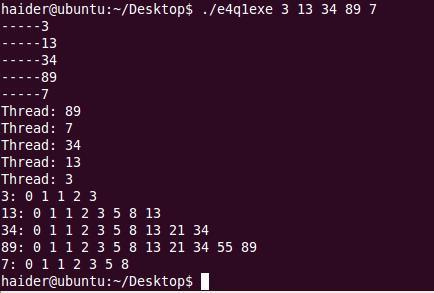 haider@ubuntu:~/Desktop$ ./e4q1exe 3 13 34 89 7
-----3
-----13
-----34
-----89
-----7
Thread: 89
Thread: 7
Thread: 34
Thread: 13
Thread: 3
3: 0 1 1 2 3
13: 0 1 1 2 3 5 8 13
34: 0 1 1 2 3 5 8 13 21 34
89: 0 1 1 2 3 5 8 13 21 34 55 89
7: 0 1 1 2 3 5 8
haider@ubuntu:~/Desktop$